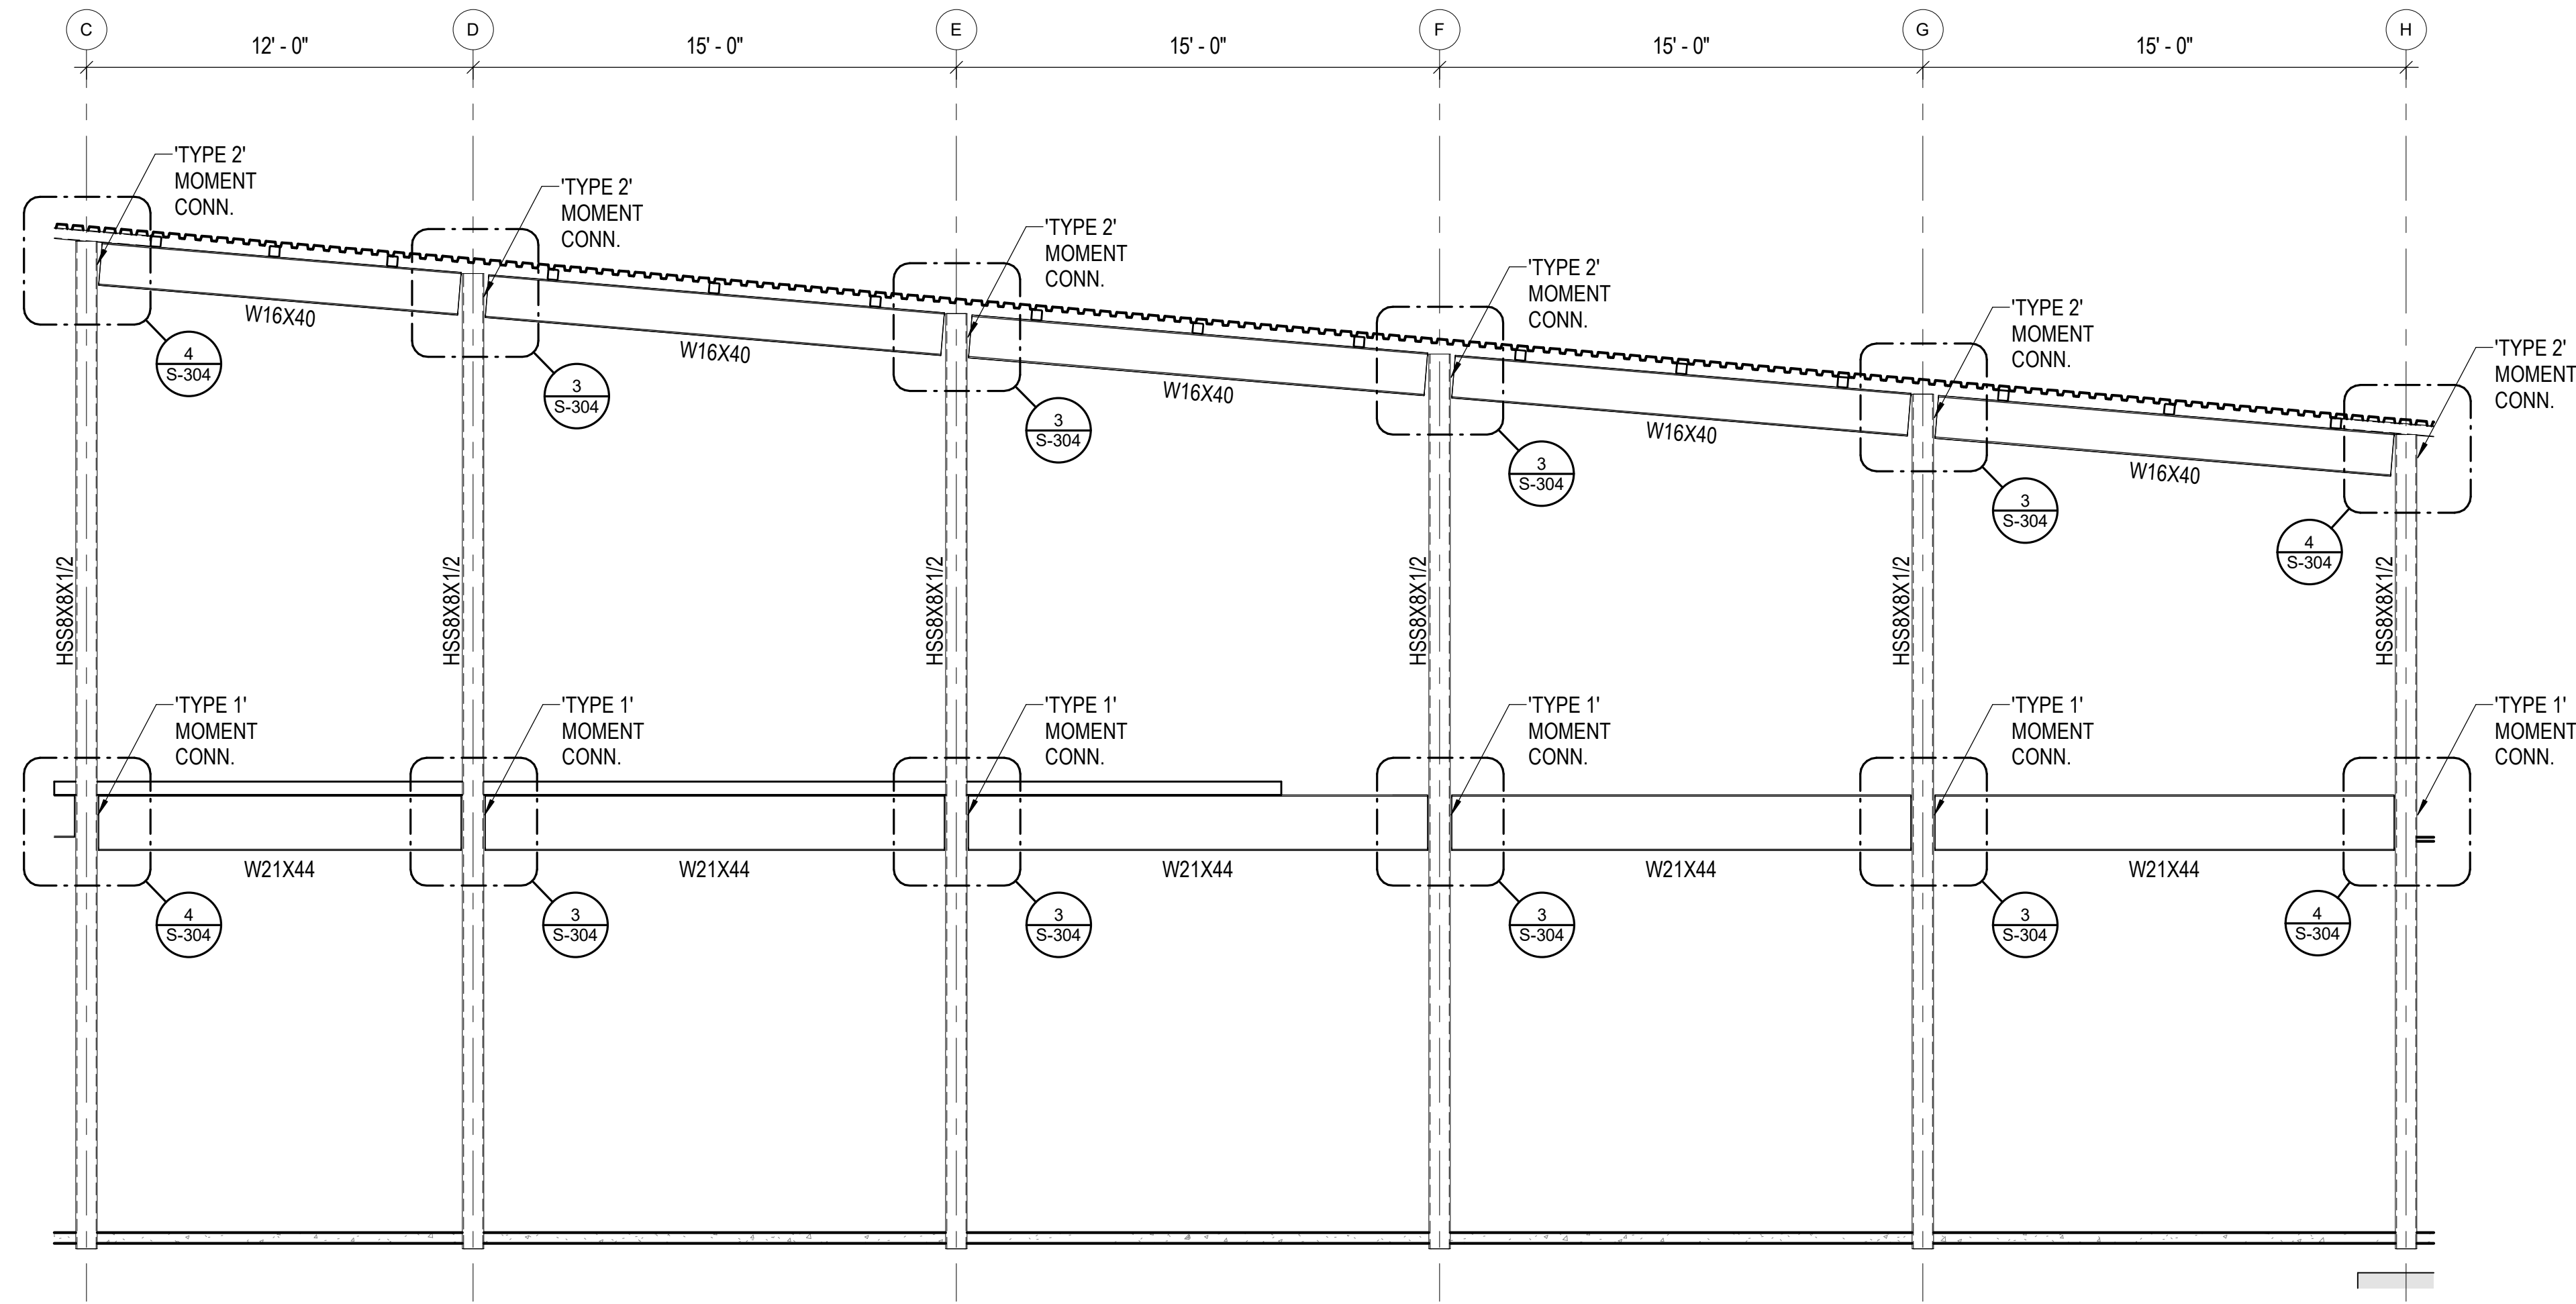 C
D
E
F
G
H
12' - 0"
15' - 0"
15' - 0"
15' - 0"
15' - 0"
'TYPE 2'
MOMENT
CONN.
'TYPE 2'
MOMENT
CONN.
'TYPE 2'
MOMENT
CONN.
'TYPE 2'
MOMENT
CONN.
'TYPE 2'
MOMENT
CONN.
'TYPE 2'
MOMENT
CONN.
W16X40
W16X40
W16X40
W16X40
W16X40
4
S-304
3
S-304
3
S-304
3
S-304
3
S-304
4
S-304
HSS8X8X1/2
HSS8X8X1/2
HSS8X8X1/2
HSS8X8X1/2
HSS8X8X1/2
HSS8X8X1/2
'TYPE 1'
MOMENT
CONN.
'TYPE 1'
MOMENT
CONN.
'TYPE 1'
MOMENT
CONN.
'TYPE 1'
MOMENT
CONN.
'TYPE 1'
MOMENT
CONN.
'TYPE 1'
MOMENT
CONN.
W21X44
W21X44
W21X44
W21X44
W21X44
4
S-304
3
S-304
3
S-304
3
S-304
3
S-304
4
S-304